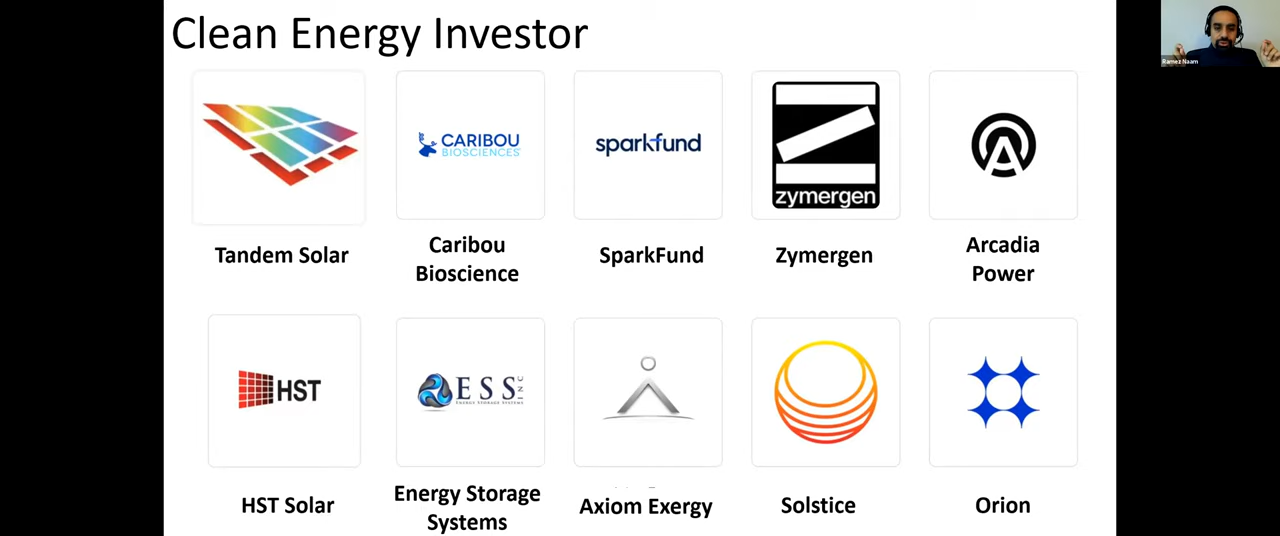 Clean Energy Investor
Ramez Naam
CARIBOU
BIOSCIENCES
sparkfund
zymergen
Tandem Solar
Caribou
Bioscience
SparkFund
Zymergen
Arcadia
Power
HST
ESS INC
ENERGY STORAGE SYSTEMS
HST Solar
Energy Storage
Systems
Axiom Exergy
Solstice
Orion